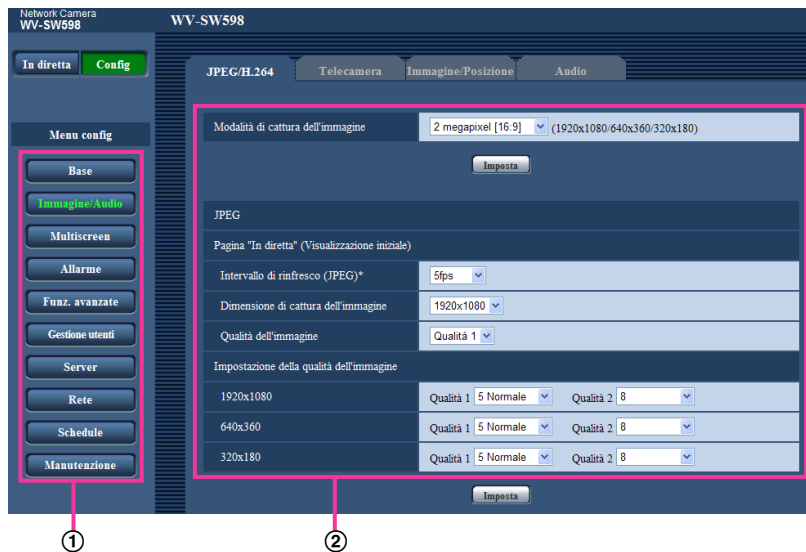 Network Camera
WV-SW598
WV-SW598
In diretta Config
JPEG/H.264 Telecamera Immagine/Posizione Audio
Menu config
Base
Immagine/Audio
Multiscreen
Allarme
Funz. avanzate
Gestione utenti
Server
Rete
Schedule
Manutenzione
Modalità di cattura dell'immagine 2 megapixel [16:9] (1920x1080/640x360/320x180)
Imposta
JPEG
Pagina "In diretta" (Visualizzazione iniziale)
Intervallo di rinfresco (JPEG)* 5fps
Dimensione di cattura dell'immagine 1920x1080
Qualità dell'immagine Qualità 1
Impostazione della qualità dell'immagine
1920x1080 Qualità 1 5 Normale Qualità 2 8
640x360 Qualità 1 5 Normale Qualità 2 8
320x180 Qualità 1 5 Normale Qualità 2 8
Imposta
① ②